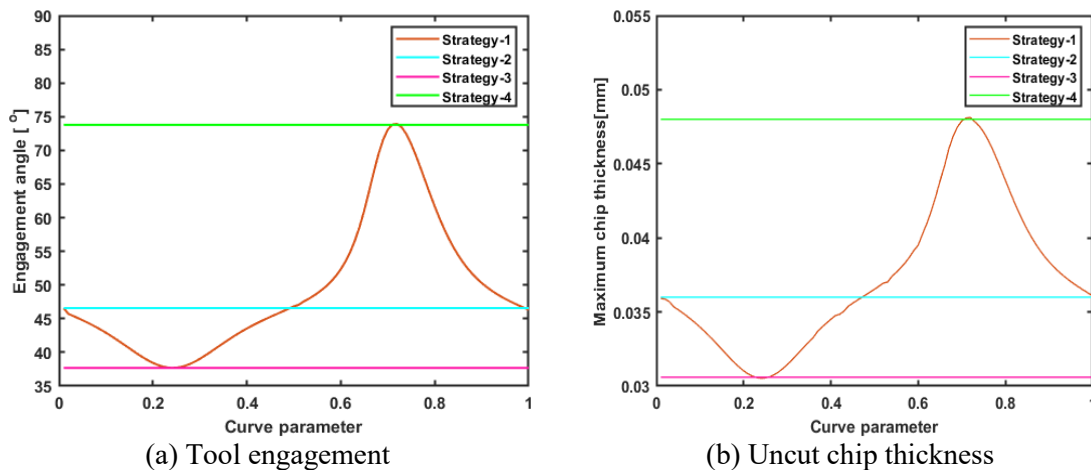 90
85
80
75
70
65
60
55
50
45
40
35
Engagement angle [ °]
Strategy-1
Strategy-2
Strategy-3
Strategy-4
0
0.2
0.4
0.6
0.8
1
Curve parameter
(a) Tool engagement
0.055
0.05
0.045
0.04
0.035
0.03
Maximum chip thickness[mm]
Strategy-1
Strategy-2
Strategy-3
Strategy-4
0
0.2
0.4
0.6
0.8
1
Curve parameter
(b) Uncut chip thickness